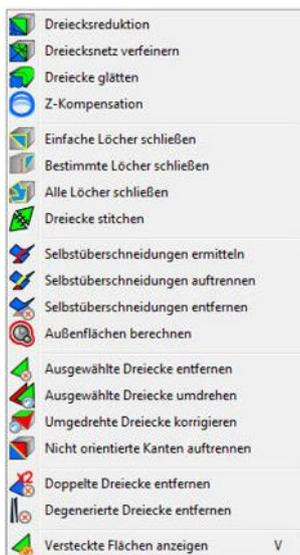 Dreiecksreduktion
Dreiecksnetz verfeinern
Dreiecke glätten
Z-Kompensation
Einfache Löcher schließen
Bestimmte Löcher schließen
Alle Löcher schließen
Dreiecke stitchen
Selbstüberschneidungen ermitteln
Selbstüberschneidungen auftrennen
Selbstüberschneidungen entfernen
Außenflächen berechnen
Ausgewählte Dreiecke entfernen
Ausgewählte Dreiecke umdrehen
Umgedrehte Dreiecke korrigieren
Nicht orientierte Kanten auftrennen
x2 Doppelte Dreiecke entfernen
Degenerierte Dreiecke entfernen
Versteckte Flächen anzeigen V